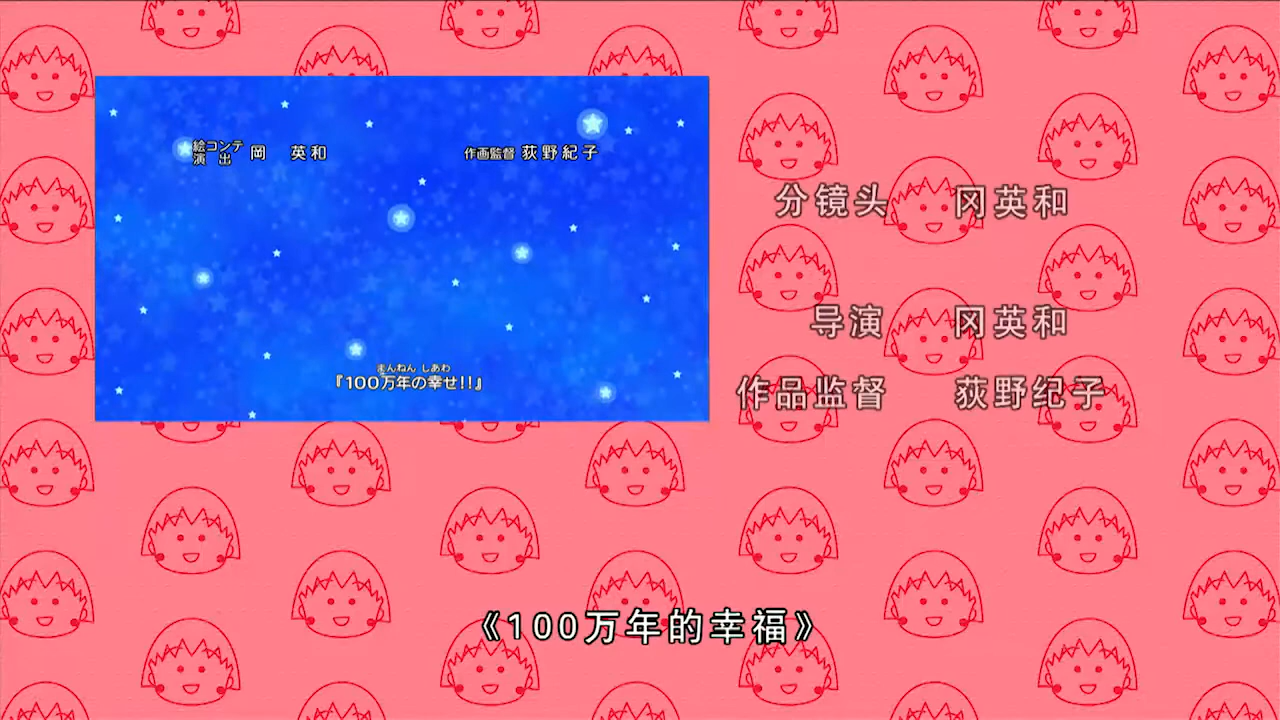 絵コンテ
演出 岡 英和
作画監督 荻野紀子
まんねん しあわ
『100万年の幸せ!!』
分镜头 冈英和
导演 冈英和
作品监督 荻野纪子
《100万年的幸福》